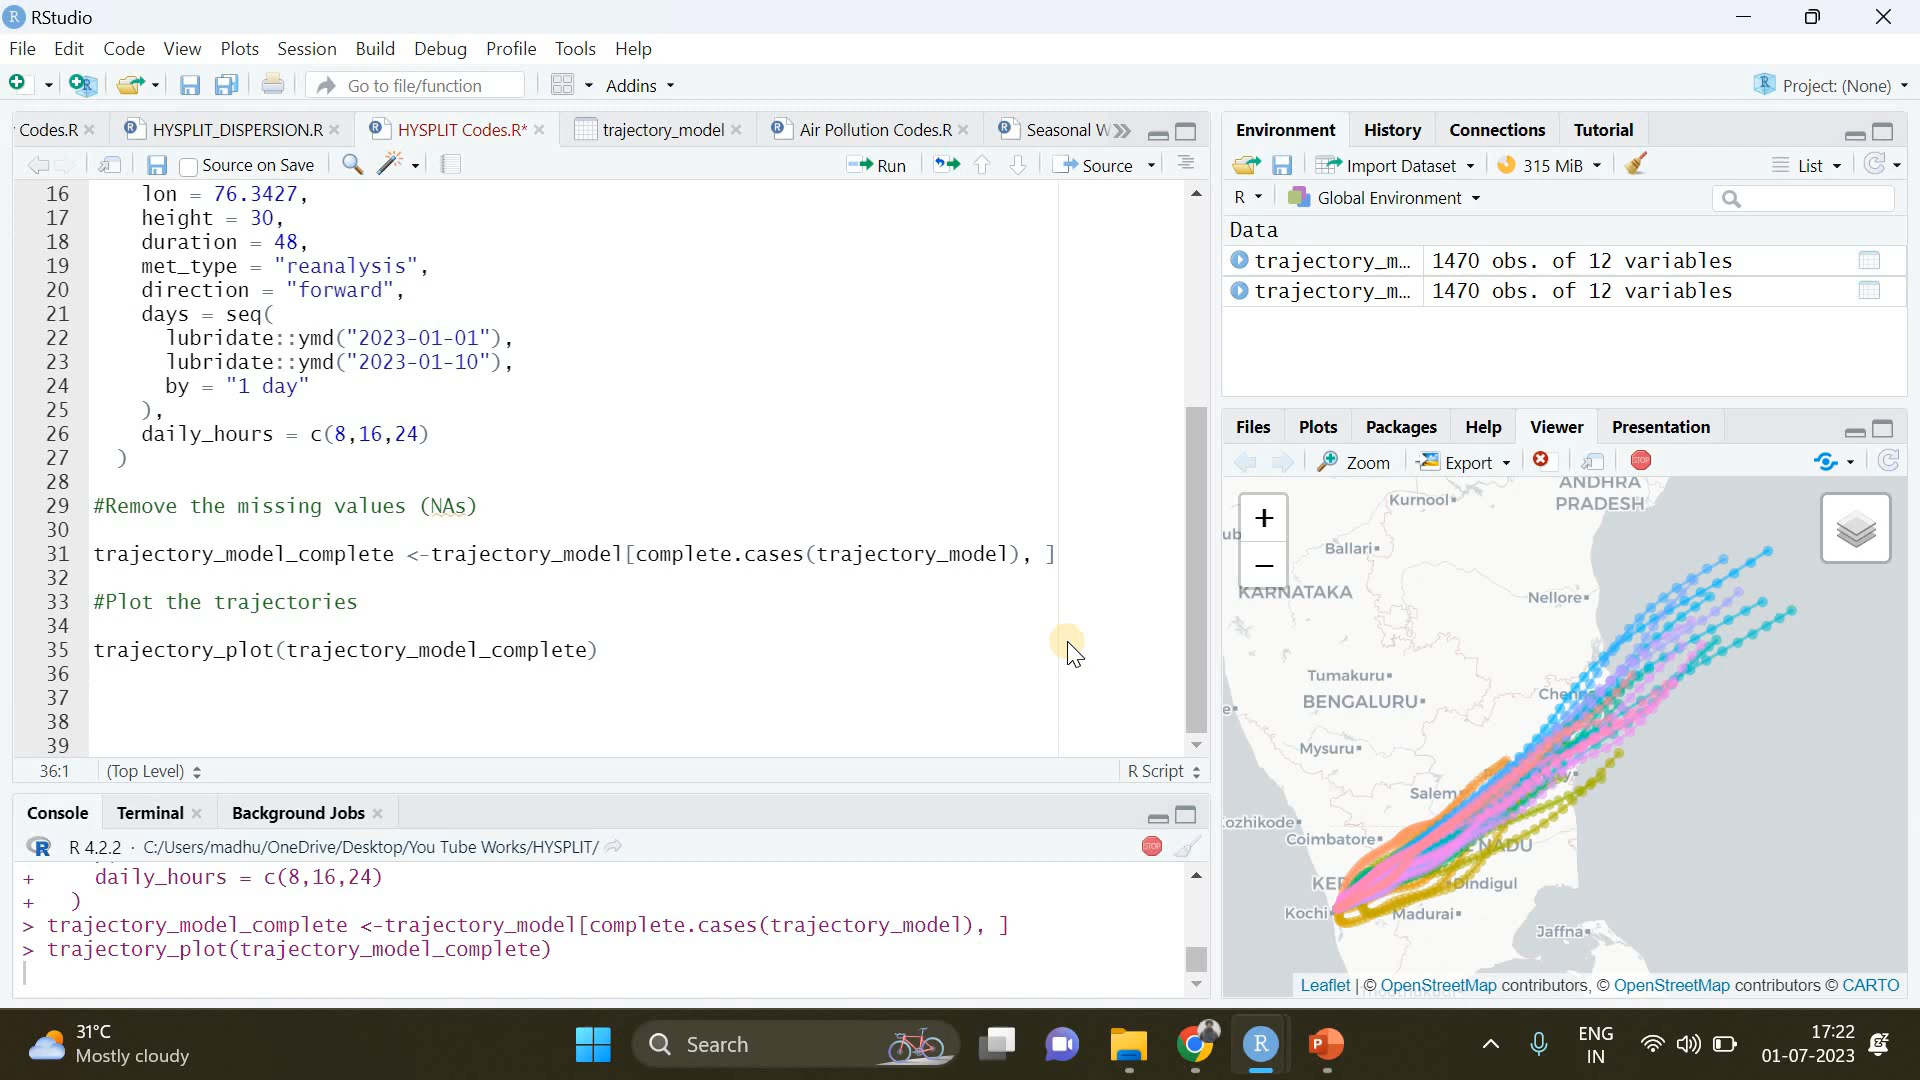 RStudio
File Edit Code View Plots Session Build Debug Profile Tools Help
Go to file/function Addins Project: (None)
Codes.R HYSPLIT_DISPERSION.R HYSPLIT Codes.R* trajectory_model Air Pollution Codes.R Seasonal W
Source on Save Run Source
16 lon = 76.3427,
17 height = 30,
18 duration = 48,
19 met_type = "reanalysis",
20 direction = "forward",
21 days = seq(
22 lubridate::ymd("2023-01-01"),
23 lubridate::ymd("2023-01-10"),
24 by = "1 day"
25 ),
26 daily_hours = c(8,16,24)
27 )
28
29 #Remove the missing values (NAs)
30
31 trajectory_model_complete <-trajectory_model[complete.cases(trajectory_model), ]
32
33 #Plot the trajectories
34
35 trajectory_plot(trajectory_model_complete)
36
37
38
39
36:1 (Top Level) R Script
Console Terminal Background Jobs
R 4.2.2 · C:/Users/madhu/OneDrive/Desktop/You Tube Works/HYSPLIT/
STOP
+ daily_hours = c(8,16,24)
+ )
> trajectory_model_complete <-trajectory_model[complete.cases(trajectory_model), ]
> trajectory_plot(trajectory_model_complete)
Environment History Connections Tutorial
Import Dataset 315 MiB List
R Global Environment
Data
trajectory_m… 1470 obs. of 12 variables
trajectory_m… 1470 obs. of 12 variables
Files Plots Packages Help Viewer Presentation
Zoom Export STOP
+
−
ANDHRA
PRADESH
Kurnool
Ballari
KARNATAKA
Nellore
Tumakuru
BENGALURU
Chenn
Mysuru
Salem
ozhikode
Coimbatore
NADU
KE
Dindigul
Kochi
Madurai
Jaffna
Leaflet | © OpenStreetMap contributors, © OpenStreetMap contributors © CARTO
31°C
Mostly cloudy
Search
ENG
IN
17:22
01-07-2023